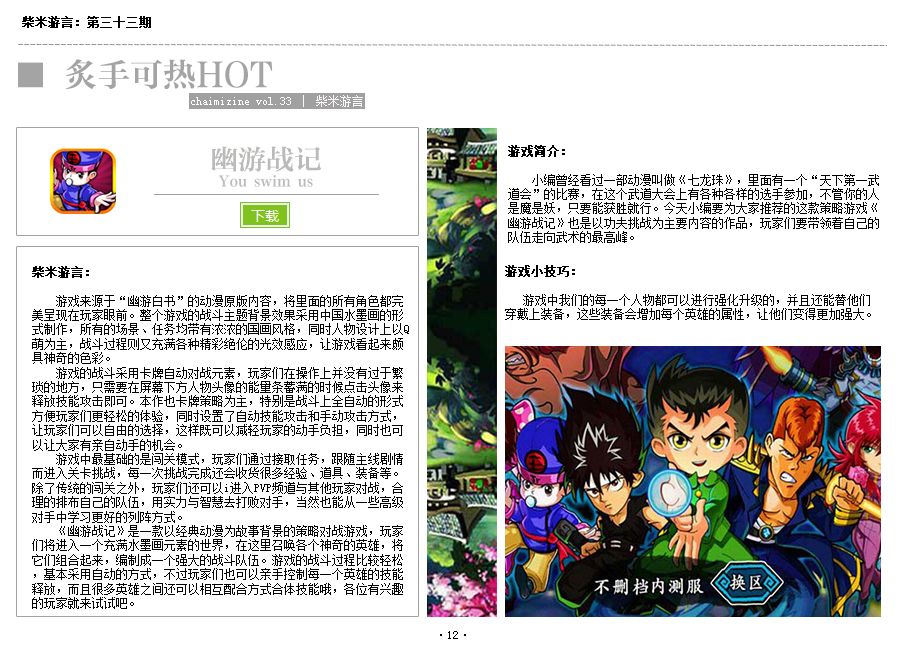 柴米游言：第三十三期
炙手可热HOT
chaimizine vol.33 | 柴米游言
幽游战记
You swim us
下载
柴米游言：
游戏来源于“幽游白书”的动漫原版内容，将里面的所有角色都完
美呈现在玩家眼前。整个游戏的战斗主题背景效果采用中国水墨画的形
式制作，所有的场景、任务均带有浓浓的国画风格，同时人物设计上以Q
萌为主，战斗过程则又充满各种精彩绝伦的光效感应，让游戏看起来颇
具神奇的色彩。
游戏的战斗采用卡牌自动对战元素，玩家们在操作上并没有过于繁
琐的地方，只需要在屏幕下方人物头像的能量条蓄满的时候点击头像来
释放技能攻击即可。本作也卡牌策略为主，特别是战斗上全自动的形式
方便玩家们更轻松的体验，同时设置了自动技能攻击和手动攻击方式，
让玩家们可以自由的选择，这样既可以减轻玩家的动手负担，同时也可
以让大家有亲自动手的机会。
游戏中最基础的是闯关模式，玩家们通过接取任务，跟随主线剧情
而进入关卡挑战，每一次挑战完成还会收货很多经验、道具、装备等。
除了传统的闯关之外，玩家们还可以i进入PVP频道与其他玩家对战，合
理的排布自己的队伍，用实力与智慧去打败对手，当然也能从一些高级
对手中学习更好的列阵方式。
《幽游战记》是一款以经典动漫为故事背景的策略对战游戏，玩家
们将进入一个充满水墨画元素的世界，在这里召唤各个神奇的英雄，将
它们组合起来，编制成一个强大的战斗队伍。游戏的战斗过程比较轻松
，基本采用自动的方式，不过玩家们也可以亲手控制每一个英雄的技能
释放，而且很多英雄之间还可以相互配合方式合体技能哦，各位有兴趣
的玩家就来试试吧。
游戏简介：
小编曾经看过一部动漫叫做《七龙珠》，里面有一个“天下第一武
道会”的比赛，在这个武道大会上有各种各样的选手参加，不管你的人
是魔是妖，只要能获胜就行。今天小编要为大家推荐的这款策略游戏《
幽游战记》也是以功夫挑战为主要内容的作品，玩家们要带领着自己的
队伍走向武术的最高峰。
游戏小技巧：
游戏中我们的每一个人物都可以进行强化升级的，并且还能替他们
穿戴上装备，这些装备会增加每个英雄的属性，让他们变得更加强大。
不删档内测服 换区
·12·